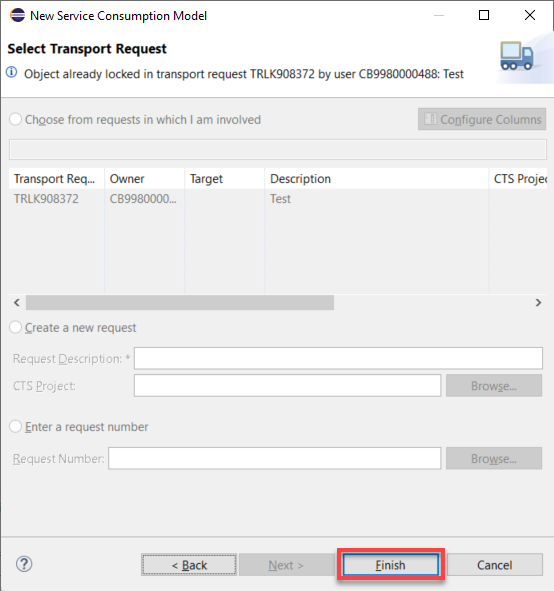 New Service Consumption Model
Select Transport Request
Object already locked in transport request TRLK908372 by user CB9980000488: Test
Choose from requests in which I am involved
Configure Columns
Transport Req... Owner Target Description CTS Projec
TRLK908372 CB9980000... Test
Create a new request
Request Description: *
CTS Project: Browse...
Enter a request number
Request Number: Browse...
? < Back Next > Finish Cancel